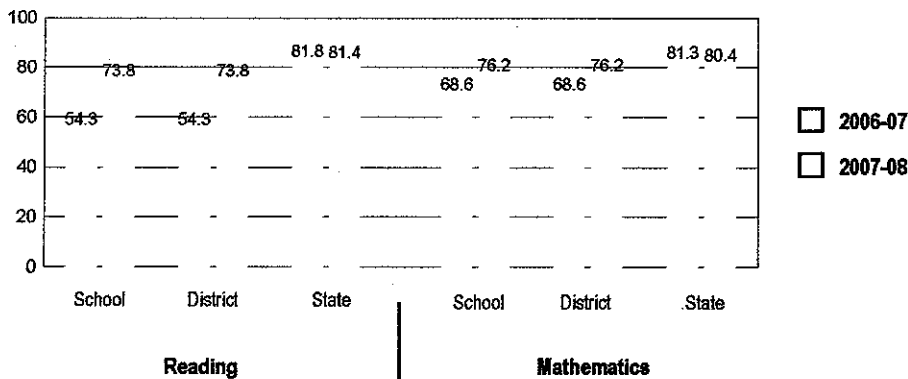 100
81.8 81.4 81.3 80.4
80 73.8 73.8 76.2 76.2
68.6 68.6
60 54.3 54.3
2006-07
40 2007-08
20
0
School District State School District State
Reading Mathematics